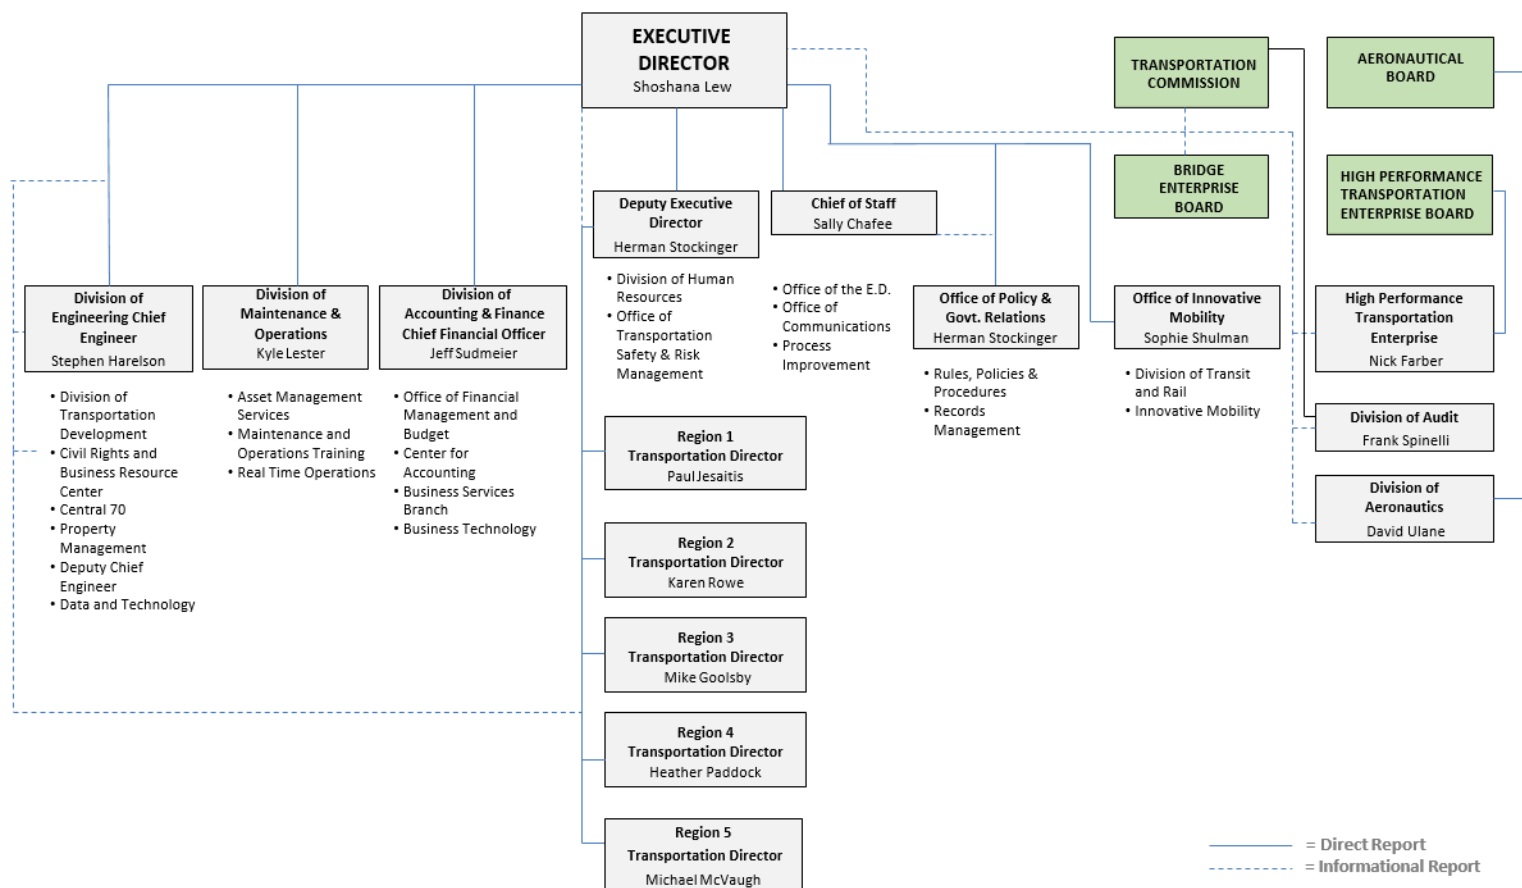 EXECUTIVE
DIRECTOR
Shoshana Lew
TRANSPORTATION
COMMISSION
AERONAUTICAL
BOARD
BRIDGE
ENTERPRISE
BOARD
HIGH PERFORMANCE
TRANSPORTATION
ENTERPRISE BOARD
Deputy Executive
Director
Herman Stockinger
• Division of Human
Resources
• Office of
Transportation
Safety & Risk
Management
Chief of Staff
Sally Chafee
• Office of the E.D.
• Office of
Communications
• Process
Improvement
Division of
Engineering Chief
Engineer
Stephen Harelson
• Division of
Transportation
Development
• Civil Rights and
Business Resource
Center
• Central 70
• Property
Management
• Deputy Chief
Engineer
• Data and Technology
Division of
Maintenance &
Operations
Kyle Lester
• Asset Management
Services
• Maintenance and
Operations Training
• Real Time Operations
Division of
Accounting & Finance
Chief Financial Officer
Jeff Sudmeier
• Office of Financial
Management and
Budget
• Center for
Accounting
• Business Services
Branch
• Business Technology
Office of Policy &
Govt. Relations
Herman Stockinger
• Rules, Policies &
Procedures
• Records
Management
Office of Innovative
Mobility
Sophie Shulman
• Division of Transit
and Rail
• Innovative Mobility
High Performance
Transportation
Enterprise
Nick Farber
Division of Audit
Frank Spinelli
Division of
Aeronautics
David Ulane
Region 1
Transportation Director
Paul Jesaitis
Region 2
Transportation Director
Karen Rowe
Region 3
Transportation Director
Mike Goolsby
Region 4
Transportation Director
Heather Paddock
Region 5
Transportation Director
Michael McVaugh
= Direct Report
= Informational Report